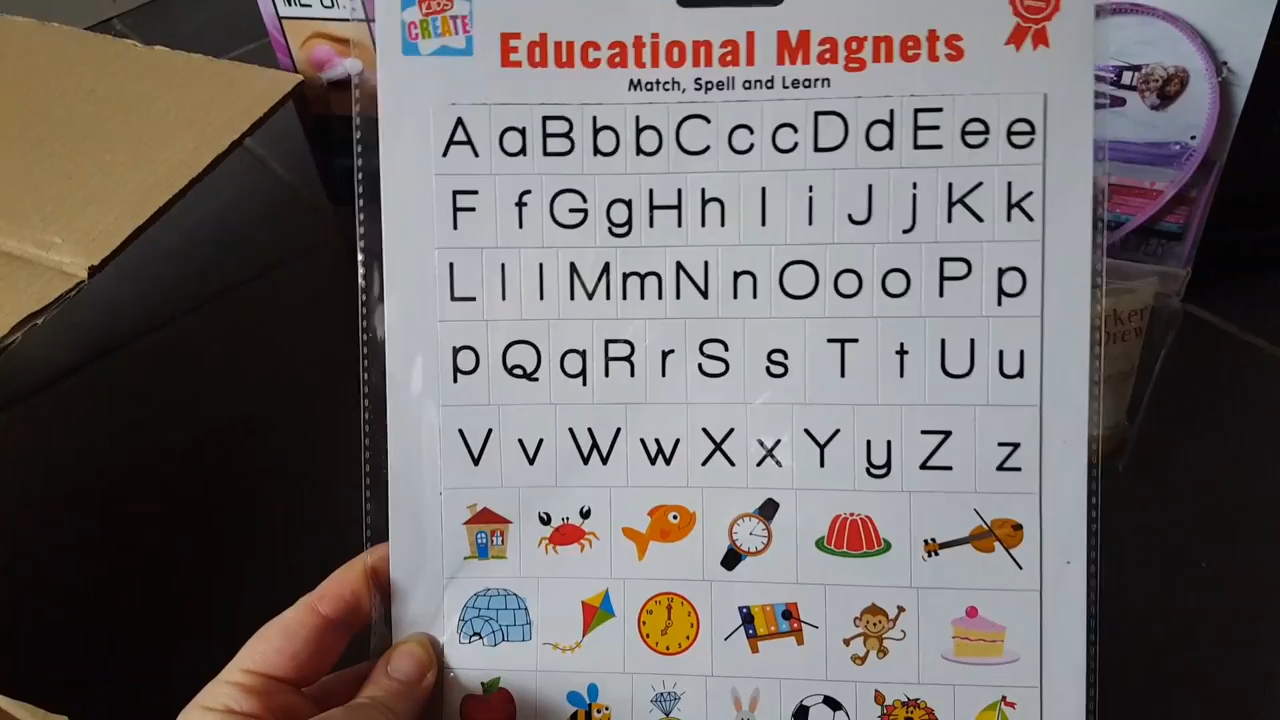 KIDS
CREATE
Educational Magnets
Match, Spell and Learn
A a B b b C c c D d E e e
F f G g H h I i J j K k
L l l M m N n O o o P p
p Q q R r S s T t U u
V v W w X x Y y Z z